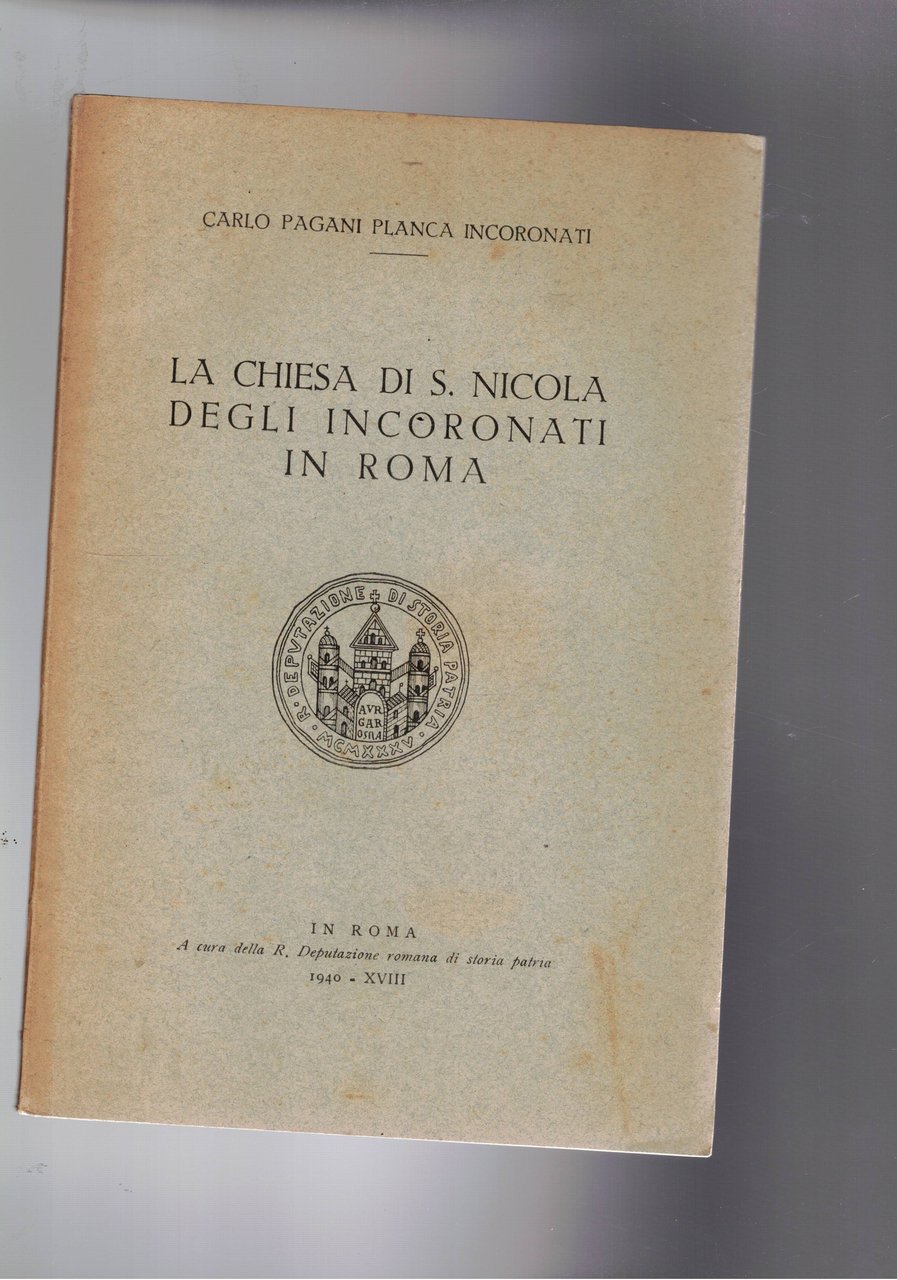 CARLO PAGANI PLANCA INCORONATI
LA CHIESA DI S. NICOLA
DEGLI INCORONATI
IN ROMA
R · DEPVTAZIONE DI STORIA PATRIA ·
AVR
GAR
MCMXXXV
IN ROMA
A cura della R. Deputazione romana di storia patria
1940 - XVIII